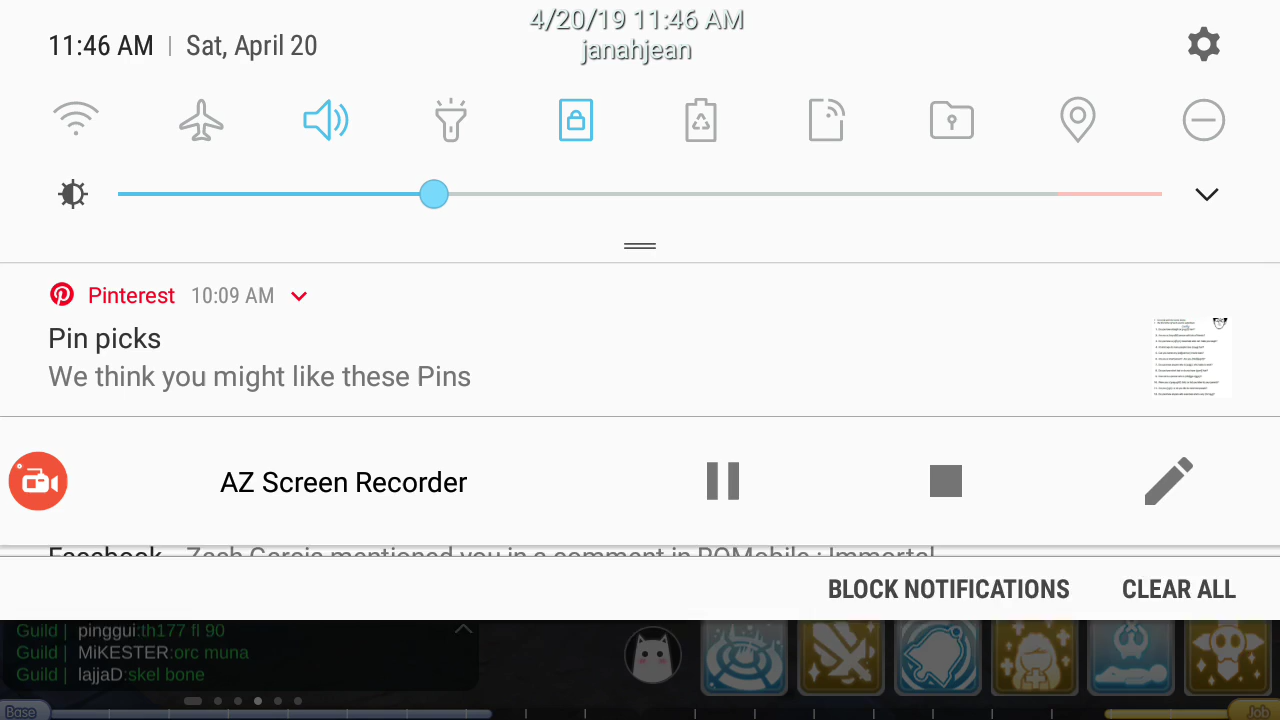 4/20/19 11:46 AM
janahjean
11:46 AM | Sat, April 20
Pinterest 10:09 AM
Pin picks
We think you might like these Pins
AZ Screen Recorder
Facebook Zach Garcia mentioned you in a comment in ROMobile : Immortal
BLOCK NOTIFICATIONS CLEAR ALL
Guild | pinggui:th177 fl 90
Guild | MiKESTER:orc muna
Guild | lajjaD:skel bone
Base
Job